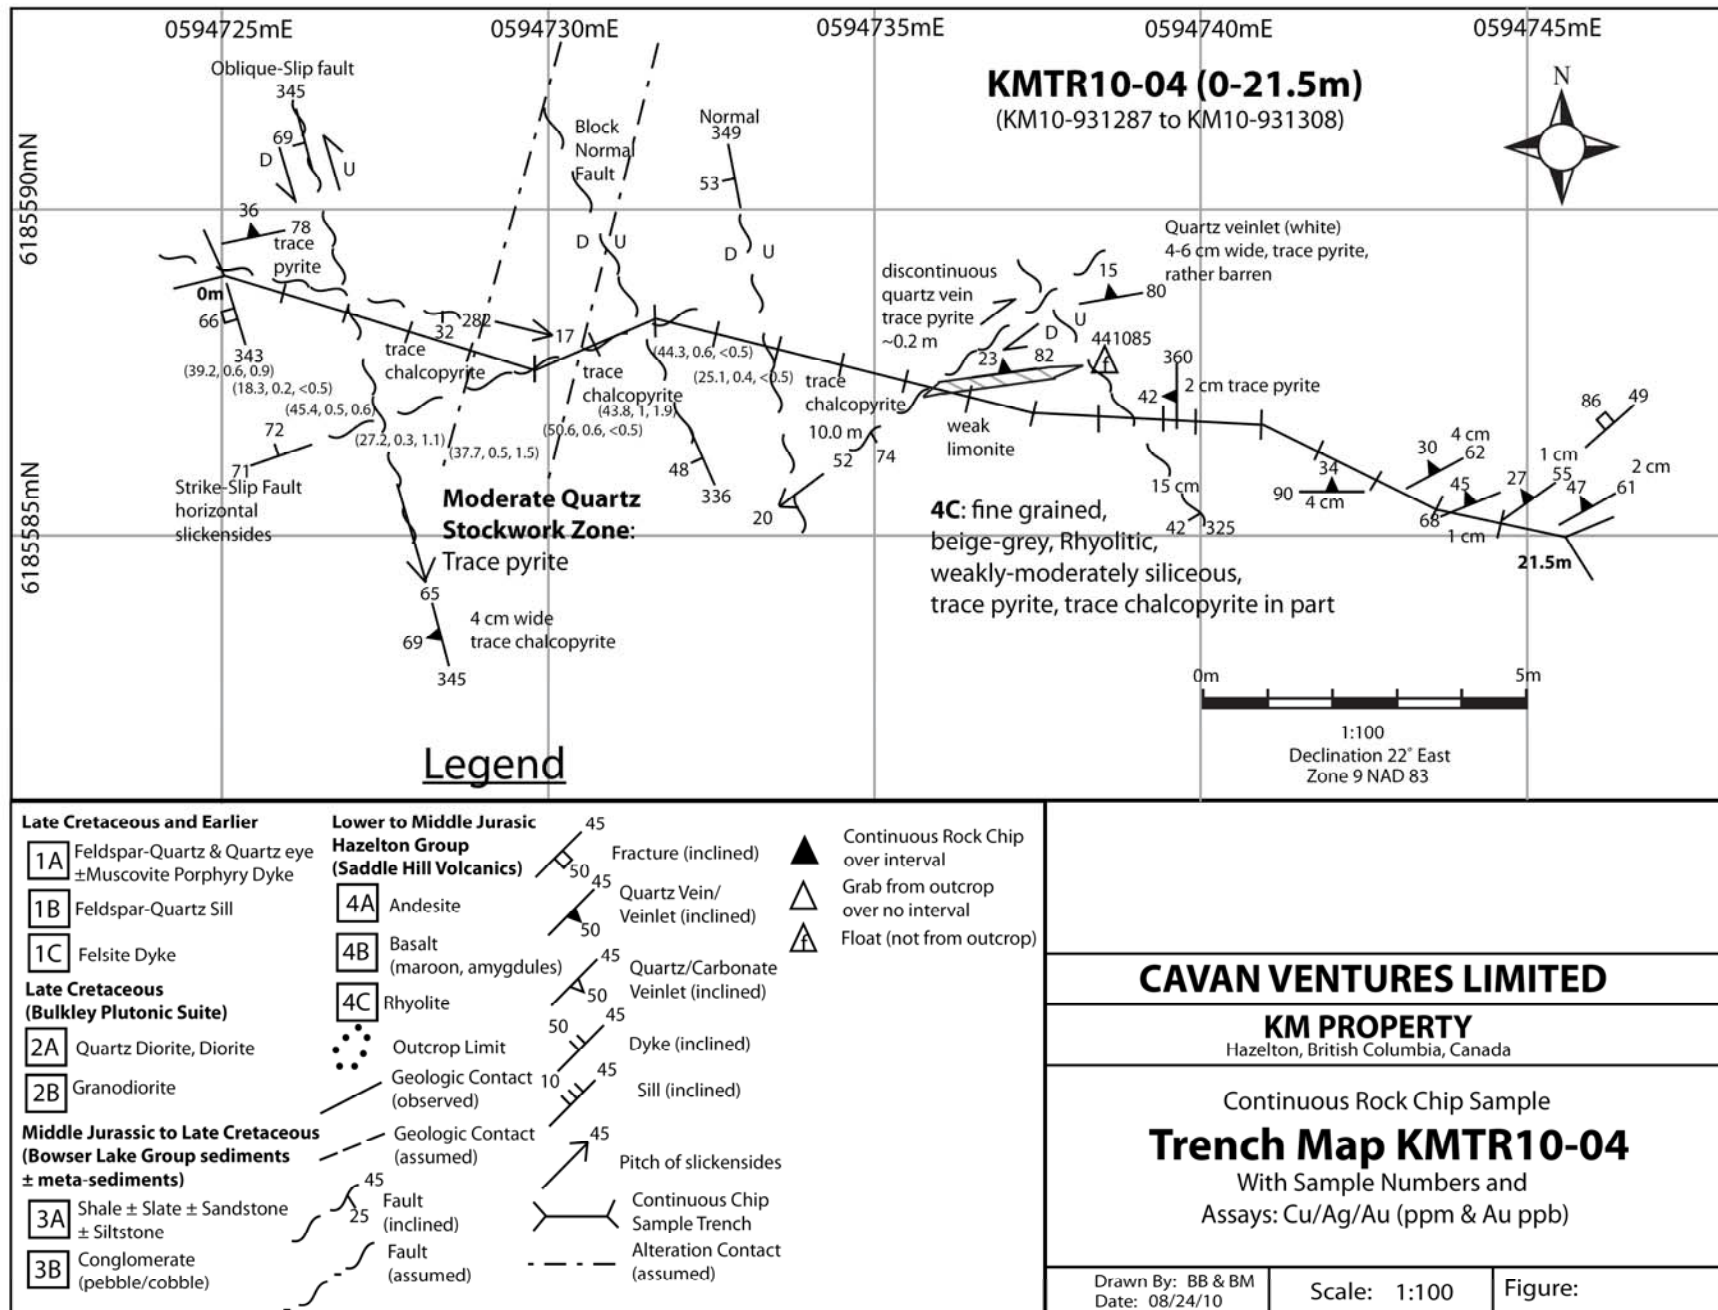 0594725mE
0594730mE
0594735mE
0594740mE
0594745mE
6185590mN
6185585mN
KMTR10-04 (0-21.5m)
(KM10-931287 to KM10-931308)
N
Oblique-Slip fault
345
69
D
U
36
78
trace
pyrite
0m
66
343
(39.2, 0.6, 0.9)
(18.3, 0.2, <0.5)
(45.4, 0.5, 0.6)
(27.2, 0.3, 1.1)
(37.7, 0.5, 1.5)
(50.6, 0.6, <0.5)
(43.8, 1, 1.9)
(44.3, 0.6, <0.5)
(25.1, 0.4, <0.5)
72
71
Strike-Slip Fault
horizontal
slickensides
32
282
17
trace
chalcopyrite
Block
Normal
Fault
D
U
trace
chalcopyrite
48
336
Normal
349
53
D
U
trace
chalcopyrite
10.0 m
52
74
20
Moderate Quartz
Stockwork Zone:
Trace pyrite
65
69
345
4 cm wide
trace chalcopyrite
discontinuous
quartz vein
trace pyrite
~0.2 m
23
82
D
U
weak
limonite
Quartz veinlet (white)
4-6 cm wide, trace pyrite,
rather barren
15
80
441085
f
360
42
2 cm trace pyrite
15 cm
42
325
4C: fine grained,
beige-grey, Rhyolitic,
weakly-moderately siliceous,
trace pyrite, trace chalcopyrite in part
34
90
4 cm
30
4 cm
62
45
68
1 cm
27
1 cm
55
86
49
47
2 cm
61
21.5m
0m
5m
1:100
Declination 22° East
Zone 9 NAD 83
Legend
Late Cretaceous and Earlier
1A Feldspar-Quartz & Quartz eye
±Muscovite Porphyry Dyke
1B Feldspar-Quartz Sill
1C Felsite Dyke
Late Cretaceous
(Bulkley Plutonic Suite)
2A Quartz Diorite, Diorite
2B Granodiorite
Middle Jurassic to Late Cretaceous
(Bowser Lake Group sediments
± meta-sediments)
3A Shale ± Slate ± Sandstone
± Siltstone
3B Conglomerate
(pebble/cobble)
Lower to Middle Jurasic
Hazelton Group
(Saddle Hill Volcanics)
4A Andesite
4B Basalt
(maroon, amygdules)
4C Rhyolite
Outcrop Limit
Geologic Contact
(observed)
Geologic Contact
(assumed)
45
25
Fault
(inclined)
Fault
(assumed)
45
50
Fracture (inclined)
45
50
Quartz Vein/
Veinlet (inclined)
45
50
Quartz/Carbonate
Veinlet (inclined)
50
45
Dyke (inclined)
10
45
Sill (inclined)
45
Pitch of slickensides
Continuous Chip
Sample Trench
Alteration Contact
(assumed)
Continuous Rock Chip
over interval
Grab from outcrop
over no interval
f
Float (not from outcrop)
CAVAN VENTURES LIMITED
KM PROPERTY
Hazelton, British Columbia, Canada
Continuous Rock Chip Sample
Trench Map KMTR10-04
With Sample Numbers and
Assays: Cu/Ag/Au (ppm & Au ppb)
Drawn By: BB & BM
Date: 08/24/10
Scale: 1:100
Figure: